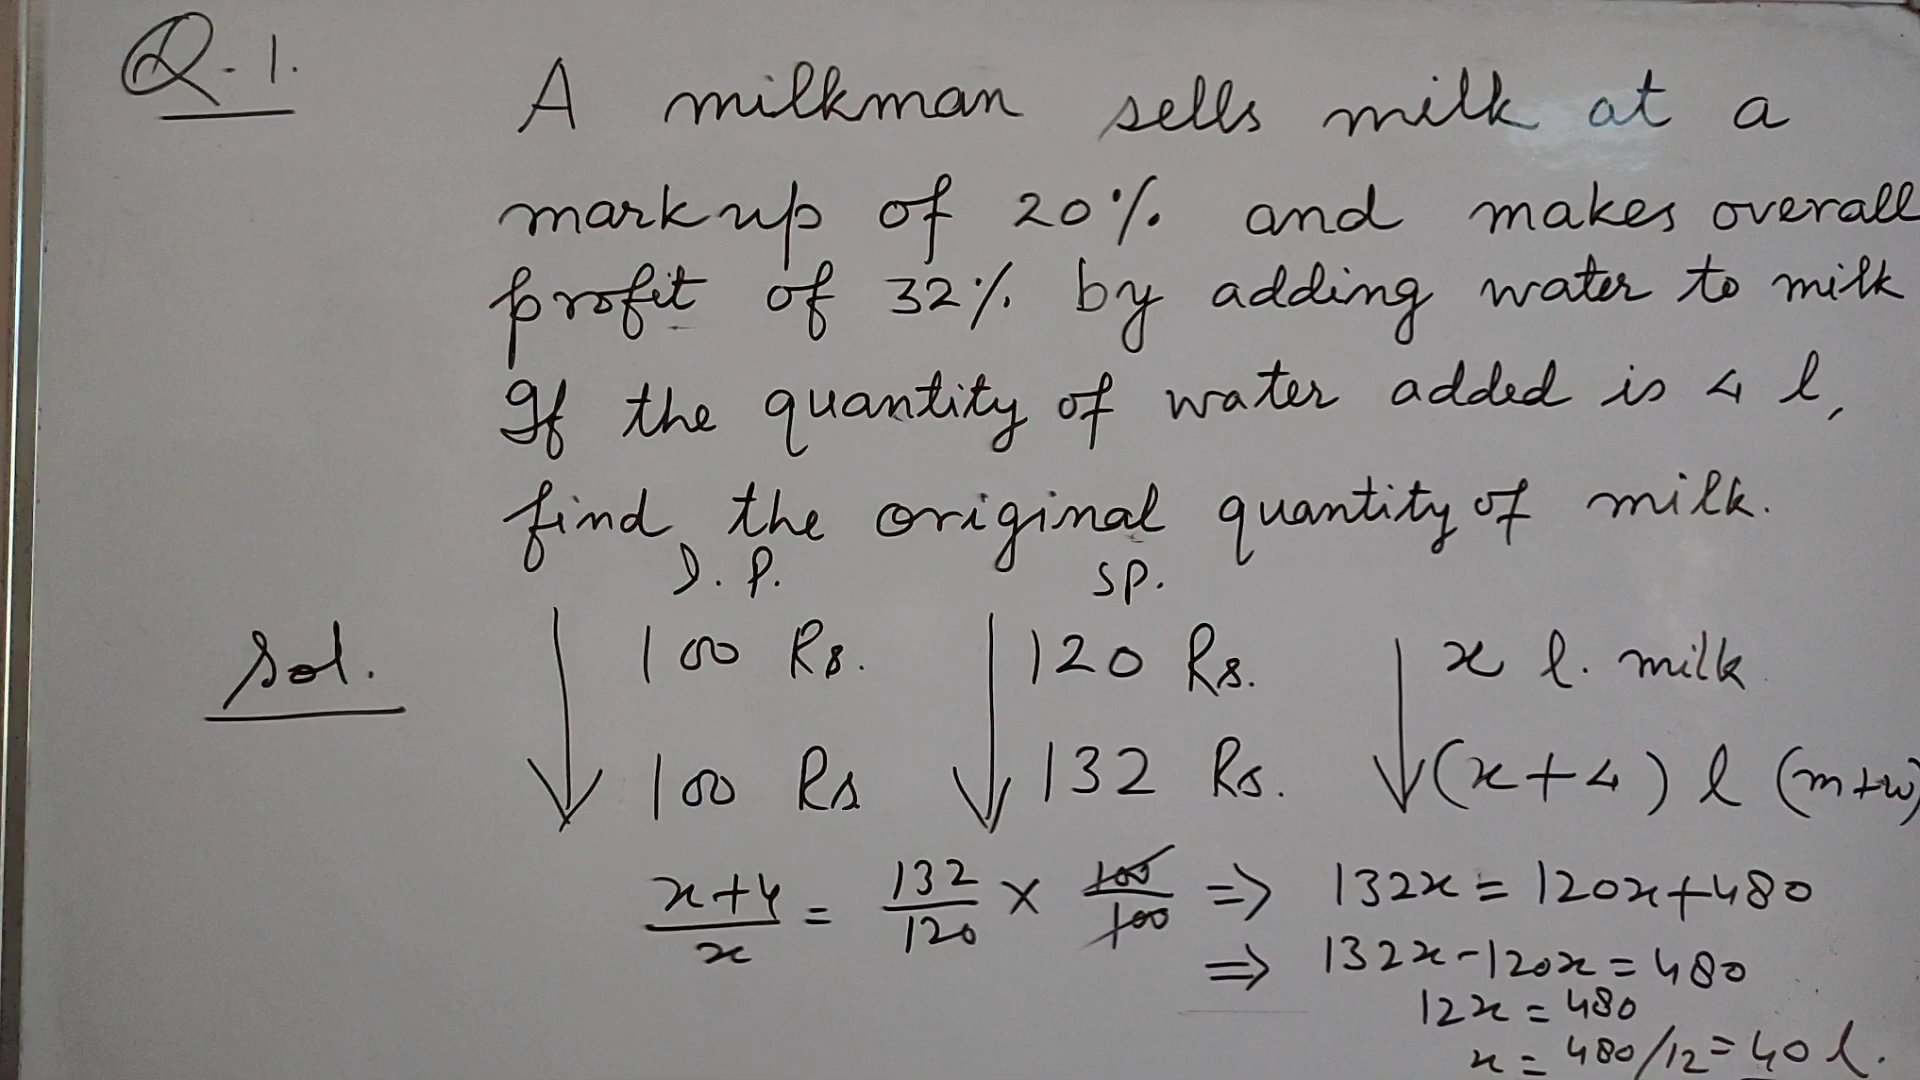 Q.1.
A milkman sells milk at a
markup of 20% and makes overall
profit of 32% by adding water to milk
If the quantity of water added is 4 l,
find the original quantity of milk.
I.P. SP.
Sol. 100 Rs. 120 Rs. x l. milk
100 Rs 132 Rs. (x+4) l (m+w)
x+4/x = 132/120 × 100/100 => 132x = 120x+480
=> 132x-120x=480
12x = 480
x = 480/12 = 40 l.